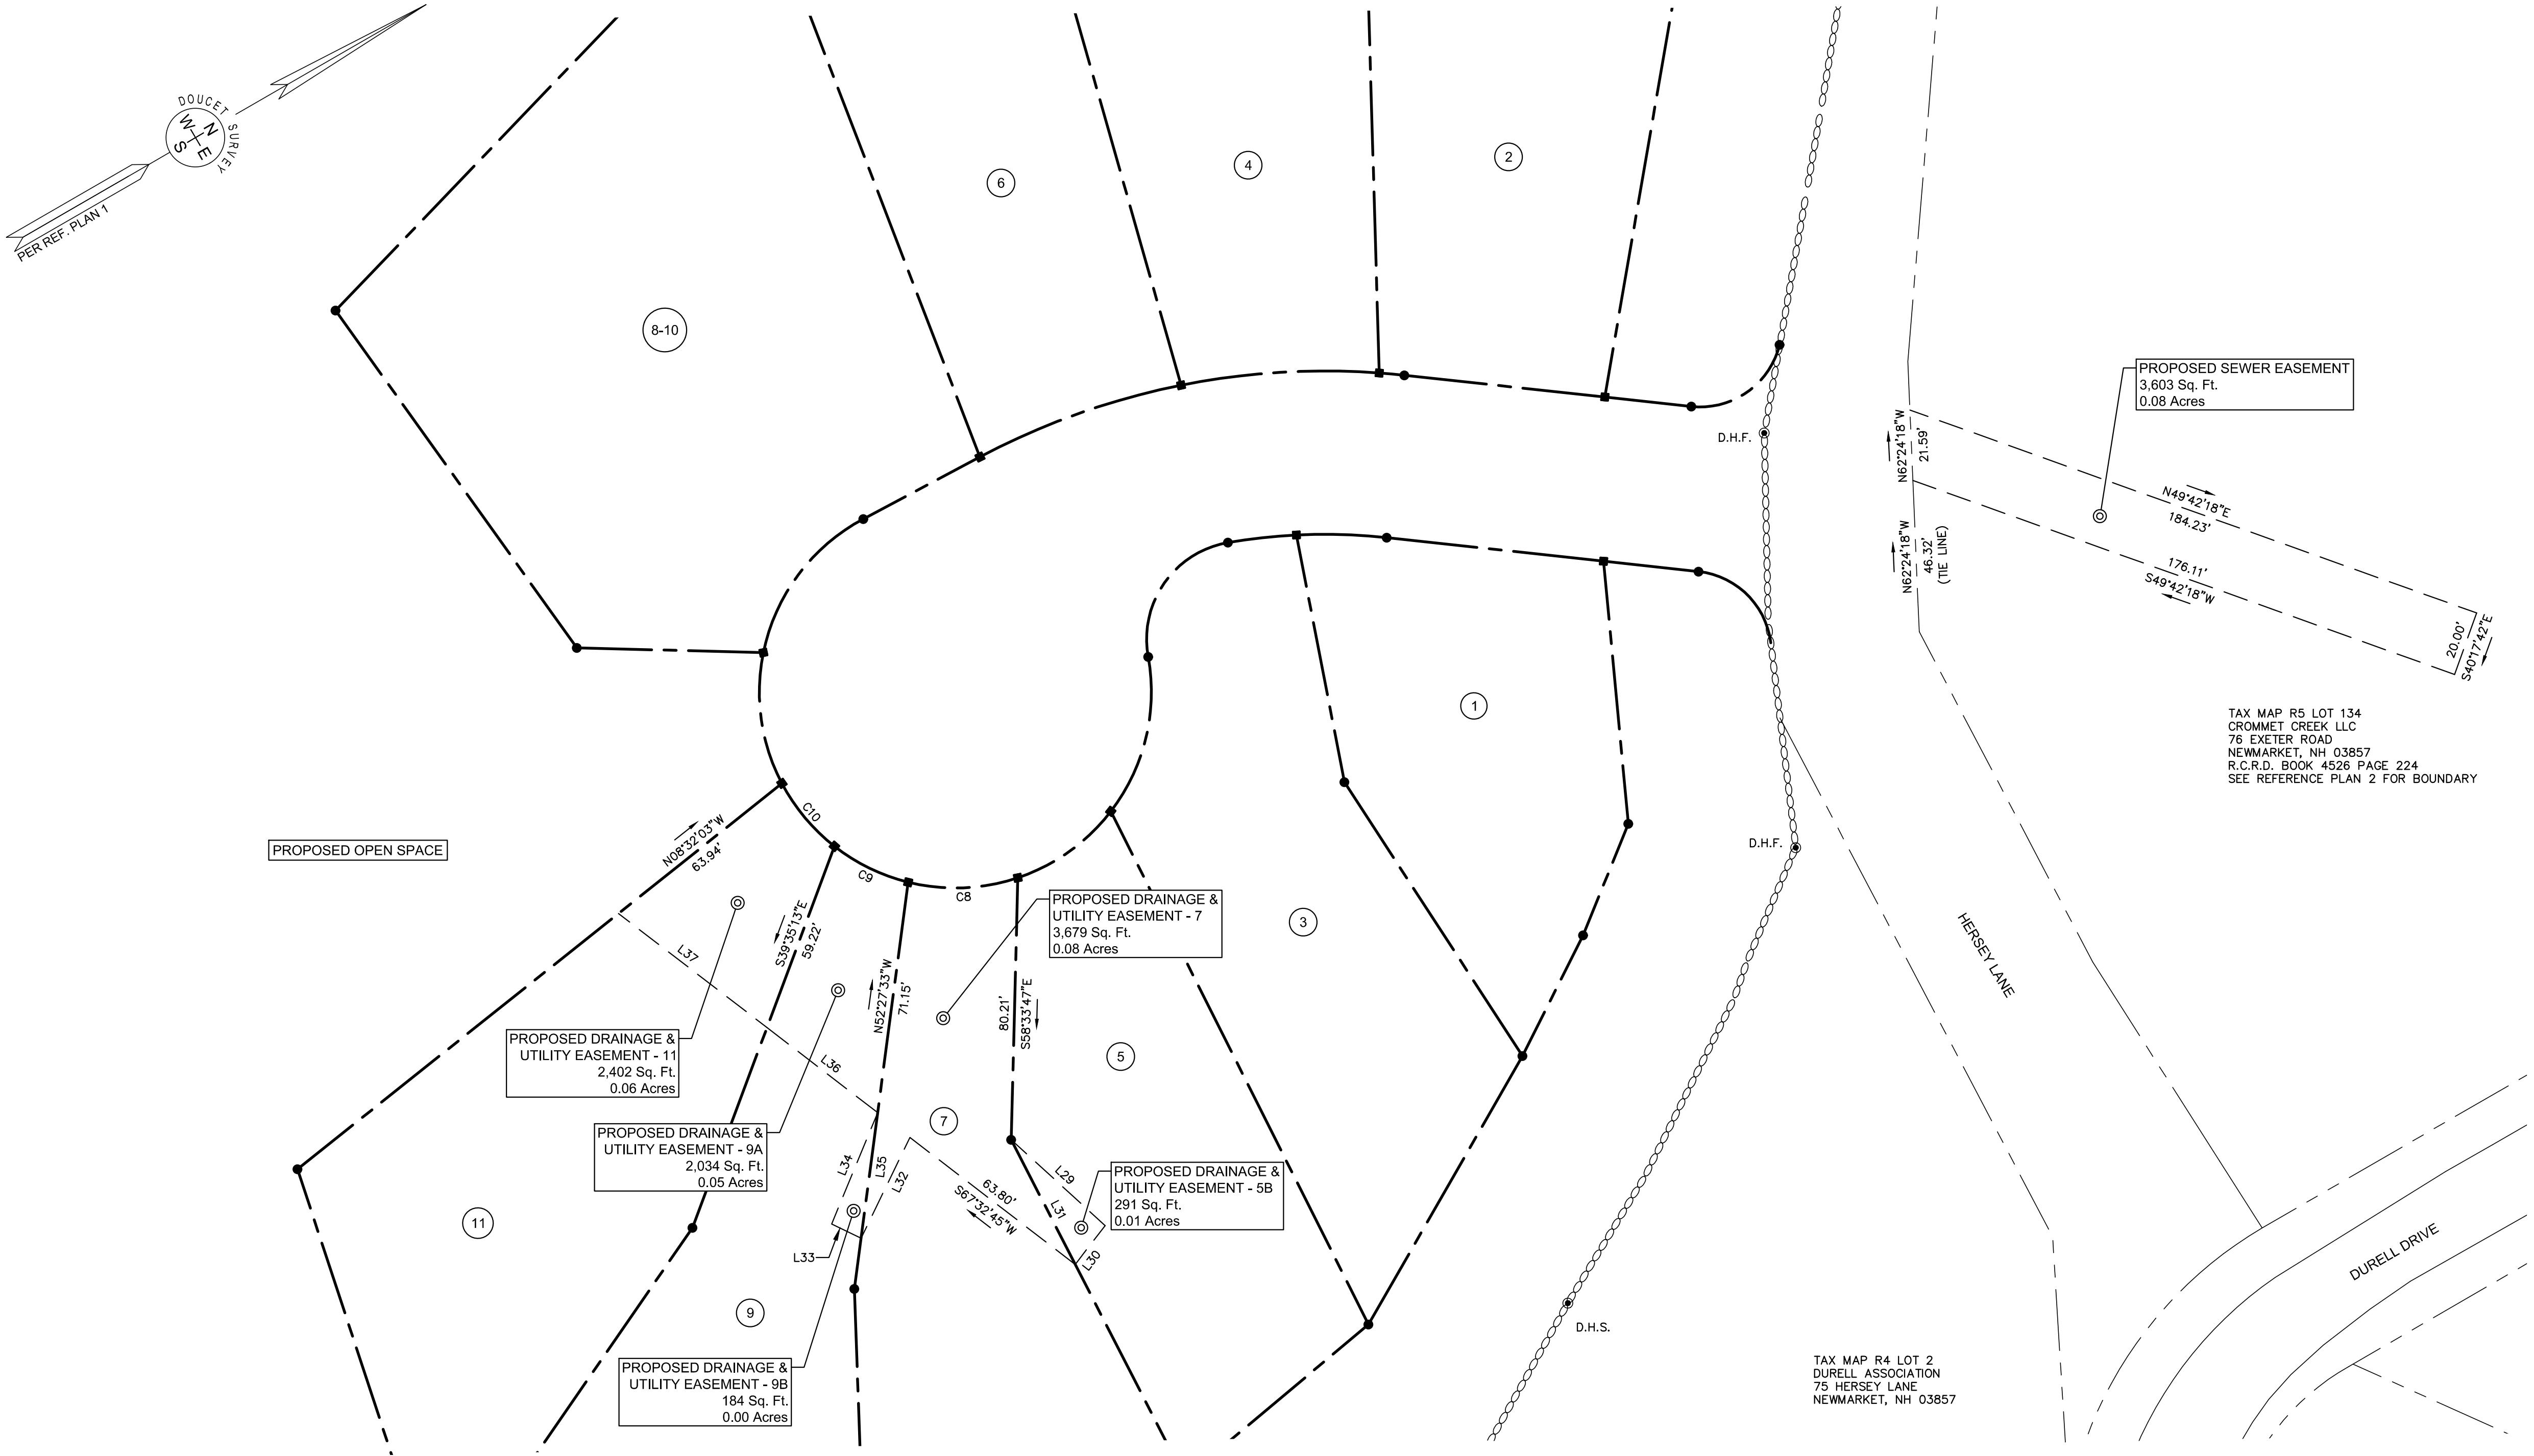 DOUCET SURVEY
N
W
E
S
PER REF. PLAN 1
6
4
2
8-10
PROPOSED SEWER EASEMENT
3,603 Sq. Ft.
0.08 Acres
D.H.F.
N62°24'18"W
21.59'
N62°24'18"W
46.32'
(TIE LINE)
N49°42'18"E
184.23'
176.11'
S49°42'18"W
20.00'
S40°17'42"E
1
TAX MAP R5 LOT 134
CROMMET CREEK LLC
76 EXETER ROAD
NEWMARKET, NH 03857
R.C.R.D. BOOK 4526 PAGE 224
SEE REFERENCE PLAN 2 FOR BOUNDARY
PROPOSED OPEN SPACE
N08°32'03"W
63.94'
C10
C9
C8
D.H.F.
PROPOSED DRAINAGE &
UTILITY EASEMENT - 7
3,679 Sq. Ft.
0.08 Acres
3
HERSEY LANE
L37
S39°35'13"E
59.22'
N52°27'33"W
71.15'
80.21'
S58°33'47"E
5
PROPOSED DRAINAGE &
UTILITY EASEMENT - 11
2,402 Sq. Ft.
0.06 Acres
L36
7
PROPOSED DRAINAGE &
UTILITY EASEMENT - 9A
2,034 Sq. Ft.
0.05 Acres
L34
L35
L32
63.80'
S67°32'45"W
L29
L31
L30
PROPOSED DRAINAGE &
UTILITY EASEMENT - 5B
291 Sq. Ft.
0.01 Acres
11
L33
9
DURELL DRIVE
D.H.S.
PROPOSED DRAINAGE &
UTILITY EASEMENT - 9B
184 Sq. Ft.
0.00 Acres
TAX MAP R4 LOT 2
DURELL ASSOCIATION
75 HERSEY LANE
NEWMARKET, NH 03857